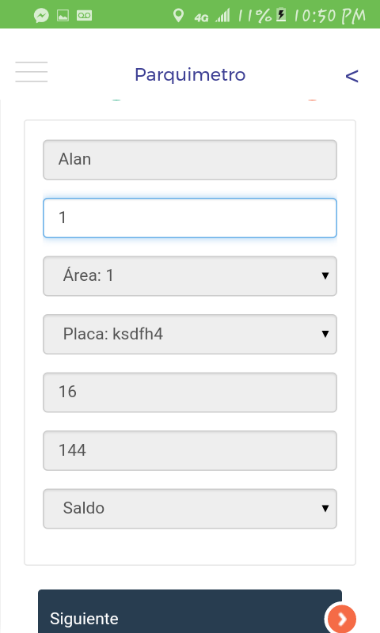 4G 11% 10:50 PM
Parquimetro <
Alan
1
Área: 1
Placa: ksdfh4
16
144
Saldo
Siguiente